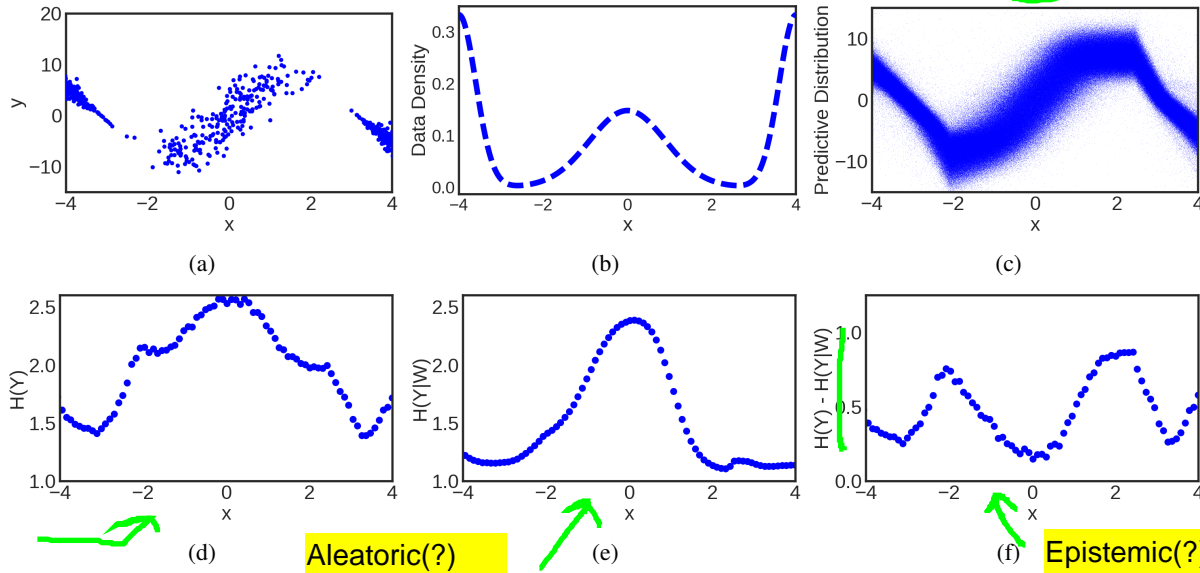 20
10
0
−10
y
−4
−2
0
2
4
x
(a)
0.3
0.2
0.1
0.0
Data Density
−4
−2
0
2
4
x
(b)
10
0
−10
Predictive Distribution
−4
−2
0
2
4
x
(c)
2.5
2.0
1.5
1.0
H(Y)
−4
−2
0
2
4
x
(d)
2.5
2.0
1.5
1.0
H(Y|W)
−4
−2
0
2
4
x
(e)
1.0
0.5
0.0
H(Y) - H(Y|W)
−4
−2
0
2
4
x
(f)
Aleatoric(?)
Epistemic(?